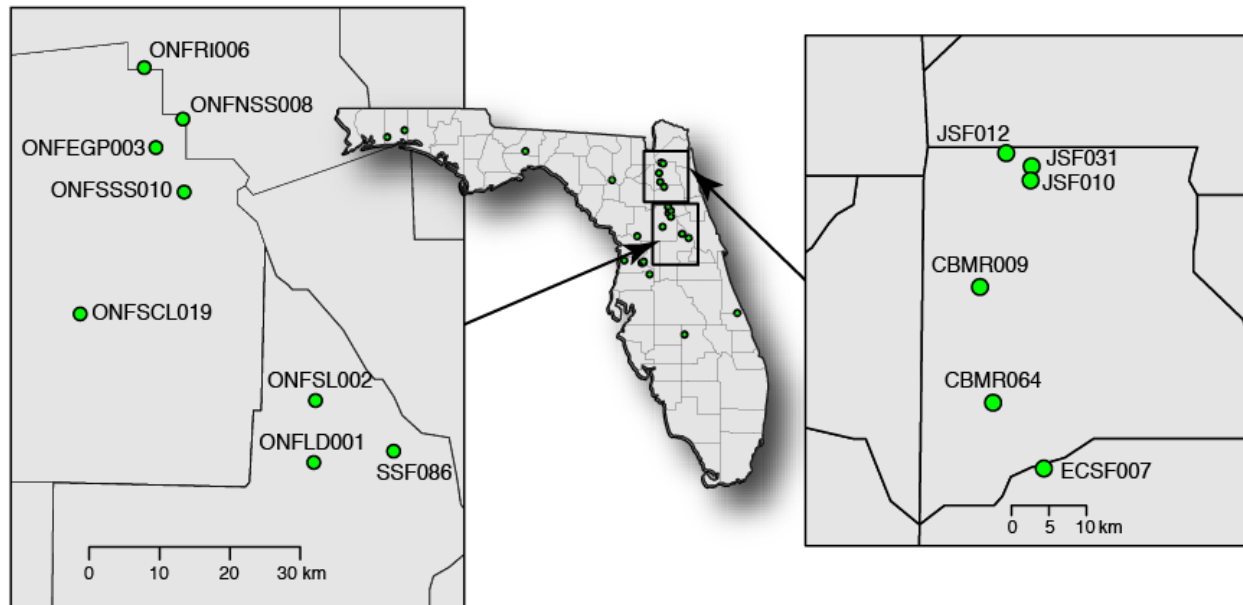 ONFRI006
ONFNSS008
ONFEGP003
ONFSSS010
ONFSCL019
ONFSL002
ONFLD001
SSF086
0 10 20 30 km
JSF012
JSF031
JSF010
CBMR009
CBMR064
ECSF007
0 5 10 km